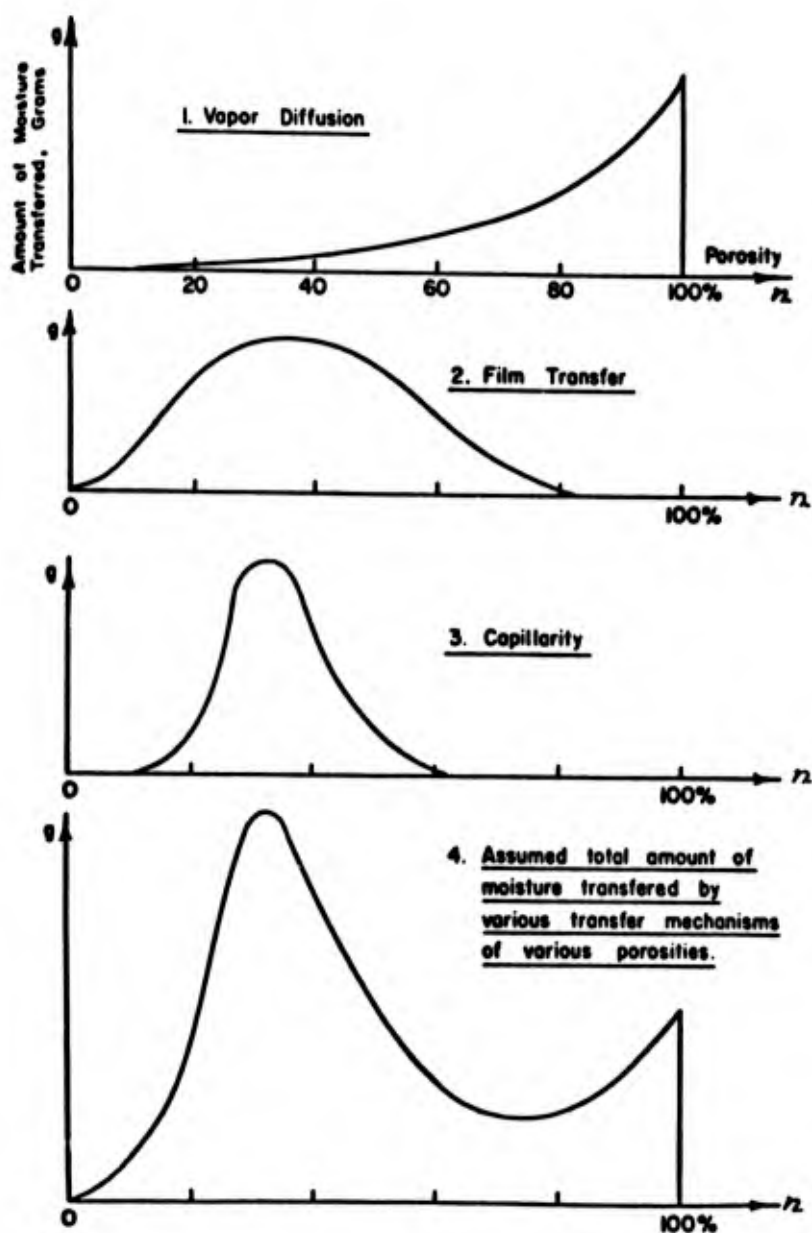 g
Amount of Moisture
Transferred, Grams
1. Vapor Diffusion
Porosity
0 20 40 60 80 100% n
g
2. Film Transfer
0 100% n
g
3. Capillarity
0 100% n
g
4. Assumed total amount of
moisture transfered by
various transfer mechanisms
of various porosities.
0 100% n